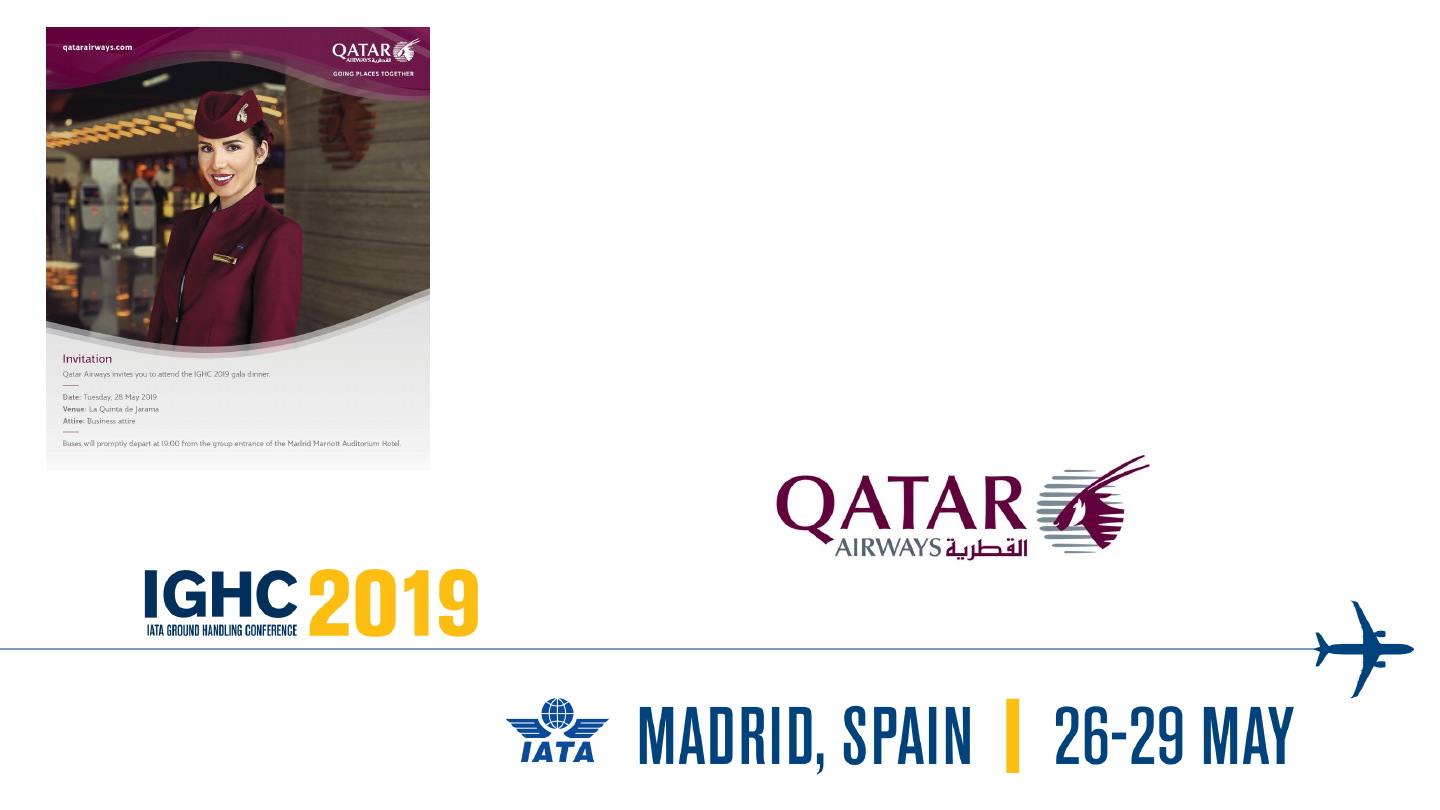 qatarairways.com
QATAR
AIRWAYS القطرية
GOING PLACES TOGETHER
Invitation
Qatar Airways invites you to attend the IGHC 2019 gala dinner.
Date: Tuesday, 28 May 2019
Venue: La Quinta de Jarama
Attire: Business attire
Buses will promptly depart at 19:00 from the group entrance of the Madrid Marriott Auditorium Hotel.
QATAR
AIRWAYS القطرية
IGHC 2019
IATA GROUND HANDLING CONFERENCE
IATA
MADRID, SPAIN | 26-29 MAY